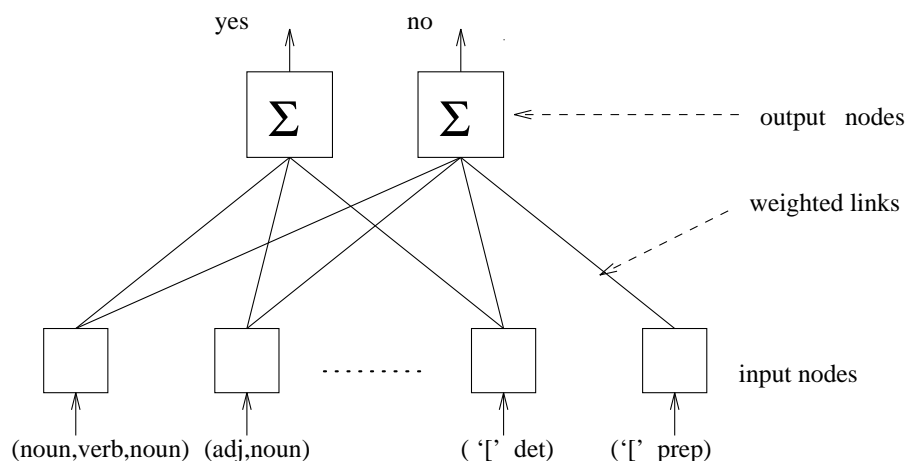 yes no
Σ Σ
output nodes
weighted links
input nodes
(noun,verb,noun) (adj,noun) ( ‘[’ det) (‘[’ prep)